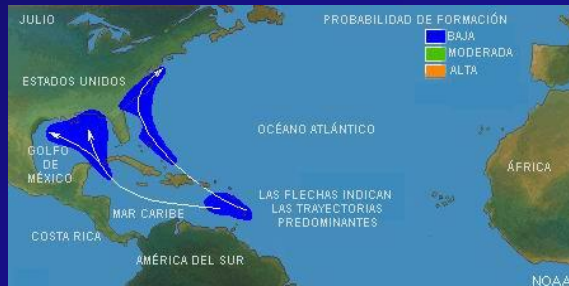 JULIO
PROBABILIDAD DE FORMACIÓN
BAJA
MODERADA
ALTA
ESTADOS UNIDOS
OCÉANO ATLÁNTICO
GOLFO
DE
MÉXICO
ÁFRICA
LAS FLECHAS INDICAN
LAS TRAYECTORIAS
PREDOMINANTES
MAR CARIBE
COSTA RICA
AMÉRICA DEL SUR
NOAA